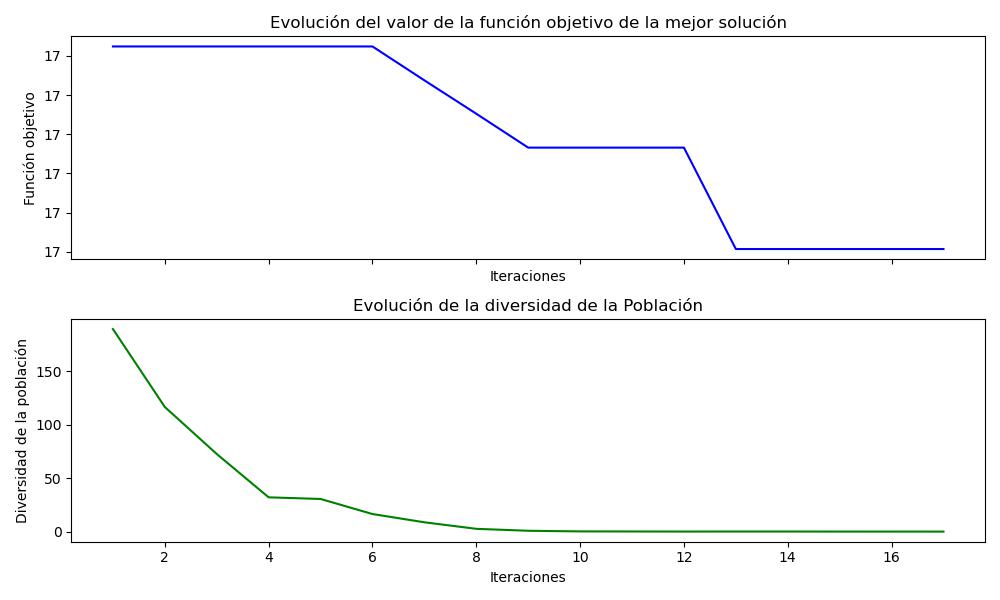 Evolución del valor de la función objetivo de la mejor solución
17
17
17
17
17
17
Función objetivo
Iteraciones
Evolución de la diversidad de la Población
150
100
50
0
Diversidad de la población
2 4 6 8 10 12 14 16
Iteraciones